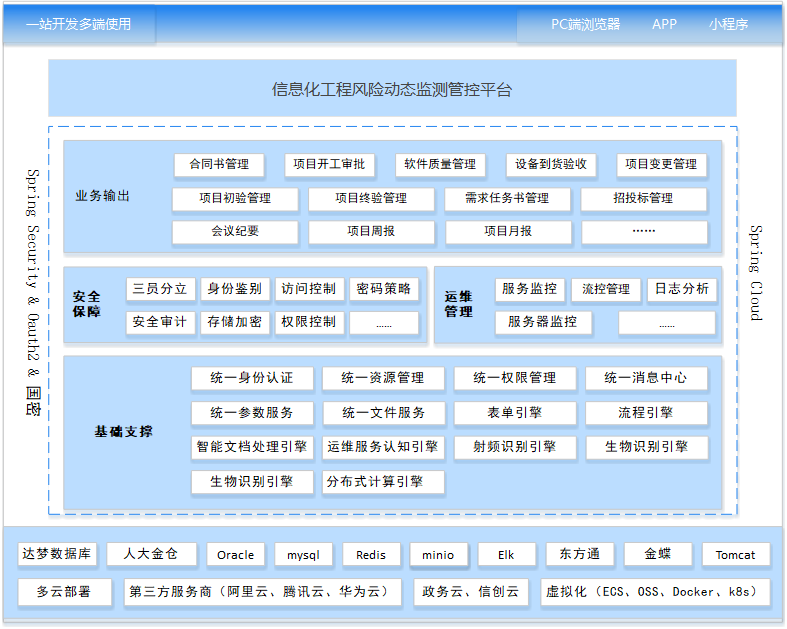 一站开发多端使用
PC端浏览器 APP 小程序
信息化工程风险动态监测管控平台
Spring Security & Oauth2 & 国密
Spring Cloud
业务输出
合同书管理 项目开工审批 软件质量管理 设备到货验收 项目变更管理
项目初验管理 项目终验管理 需求任务书管理 招投标管理
会议纪要 项目周报 项目月报 ……
安全
保障
三员分立 身份鉴别 访问控制 密码策略
安全审计 存储加密 权限控制 ……
运维
管理
服务监控 流控管理 日志分析
服务器监控 ……
基础支撑
统一身份认证 统一资源管理 统一权限管理 统一消息中心
统一参数服务 统一文件服务 表单引擎 流程引擎
智能文档处理引擎 运维服务认知引擎 射频识别引擎 生物识别引擎
生物识别引擎 分布式计算引擎
达梦数据库 人大金仓 Oracle mysql Redis minio Elk 东方通 金蝶 Tomcat
多云部署 第三方服务商（阿里云、腾讯云、华为云） 政务云、信创云 虚拟化（ECS、OSS、Docker、k8s）